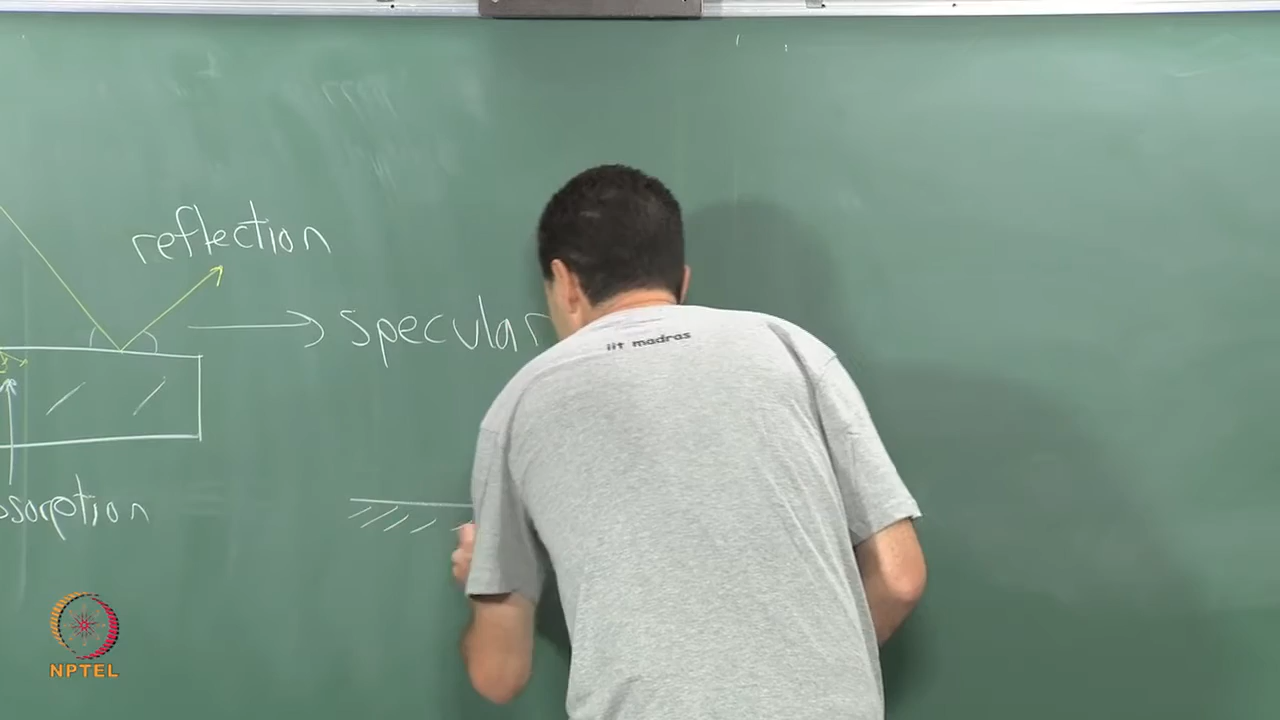 reflection
specular
iit madras
sorption
NPTEL